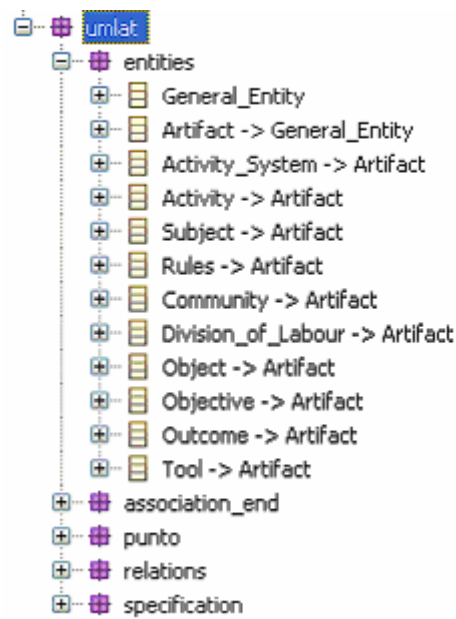 umlat
entities
General_Entity
Artifact -> General_Entity
Activity_System -> Artifact
Activity -> Artifact
Subject -> Artifact
Rules -> Artifact
Community -> Artifact
Division_of_Labour -> Artifact
Object -> Artifact
Objective -> Artifact
Outcome -> Artifact
Tool -> Artifact
association_end
punto
relations
specification